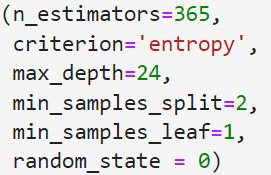 (n_estimators=365,
criterion='entropy',
max_depth=24,
min_samples_split=2,
min_samples_leaf=1,
random_state = 0)